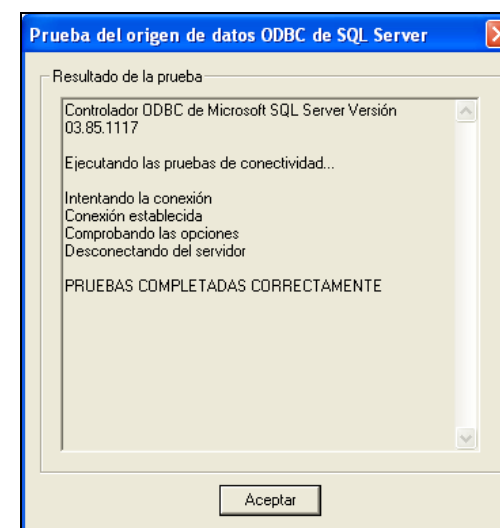 Prueba del origen de datos ODBC de SQL Server
Resultado de la prueba
Controlador ODBC de Microsoft SQL Server Versión
03.85.1117
Ejecutando las pruebas de conectividad...
Intentando la conexión
Conexión establecida
Comprobando las opciones
Desconectando del servidor
PRUEBAS COMPLETADAS CORRECTAMENTE
Aceptar